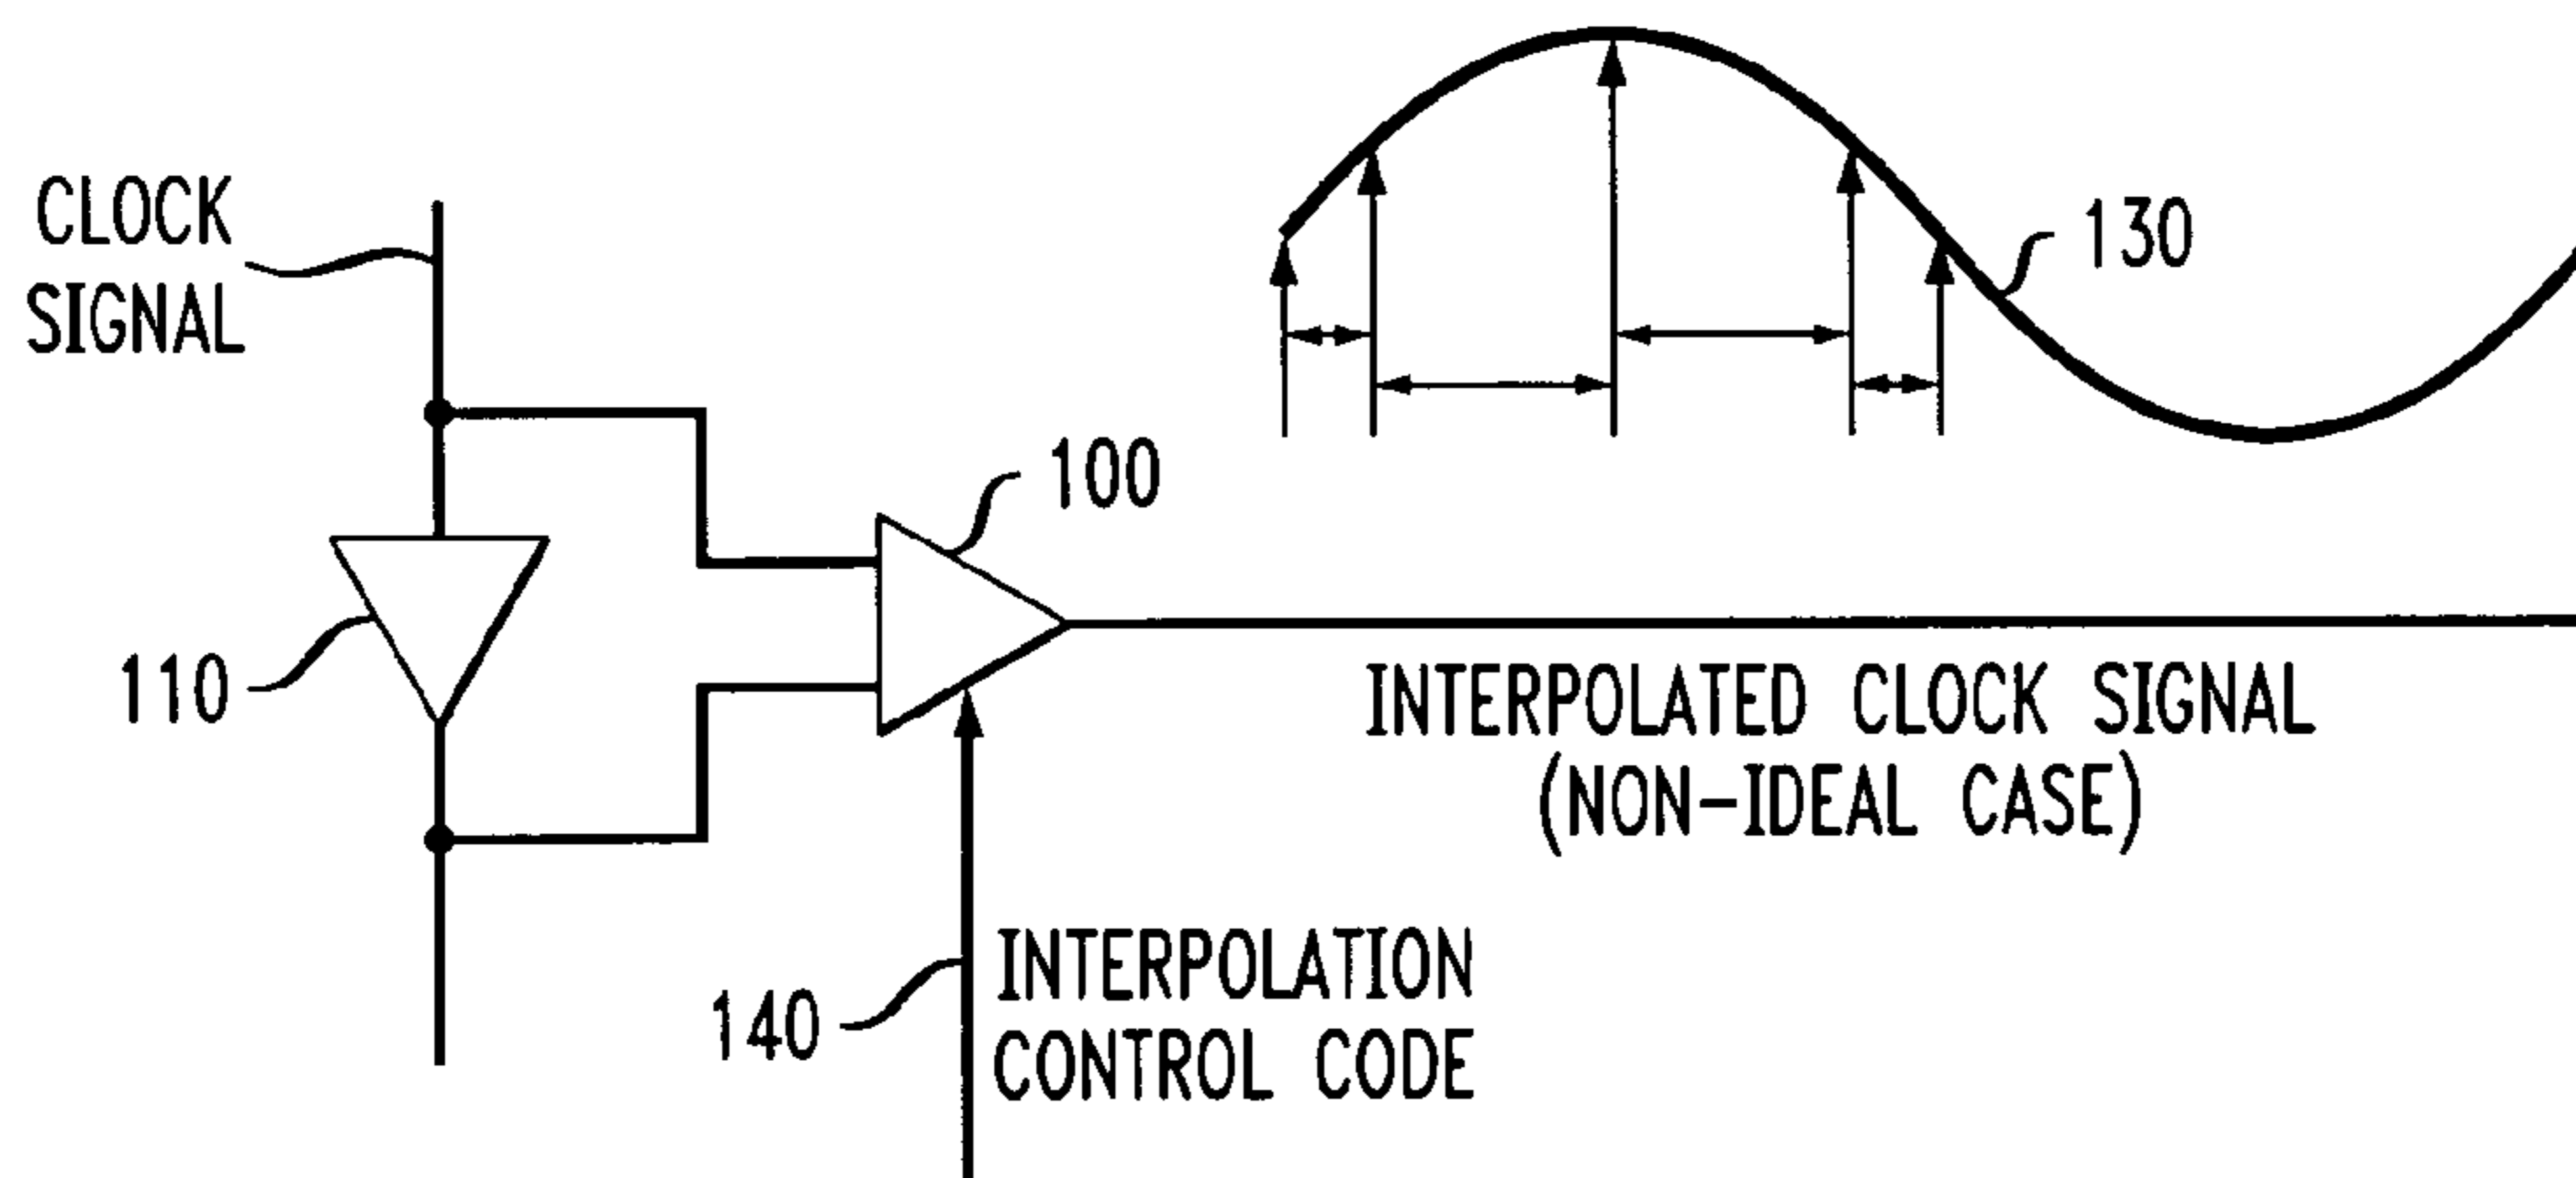 CLOCK
SIGNAL
130
100
110
INTERPOLATED CLOCK SIGNAL
(NON-IDEAL CASE)
140
INTERPOLATION
CONTROL CODE